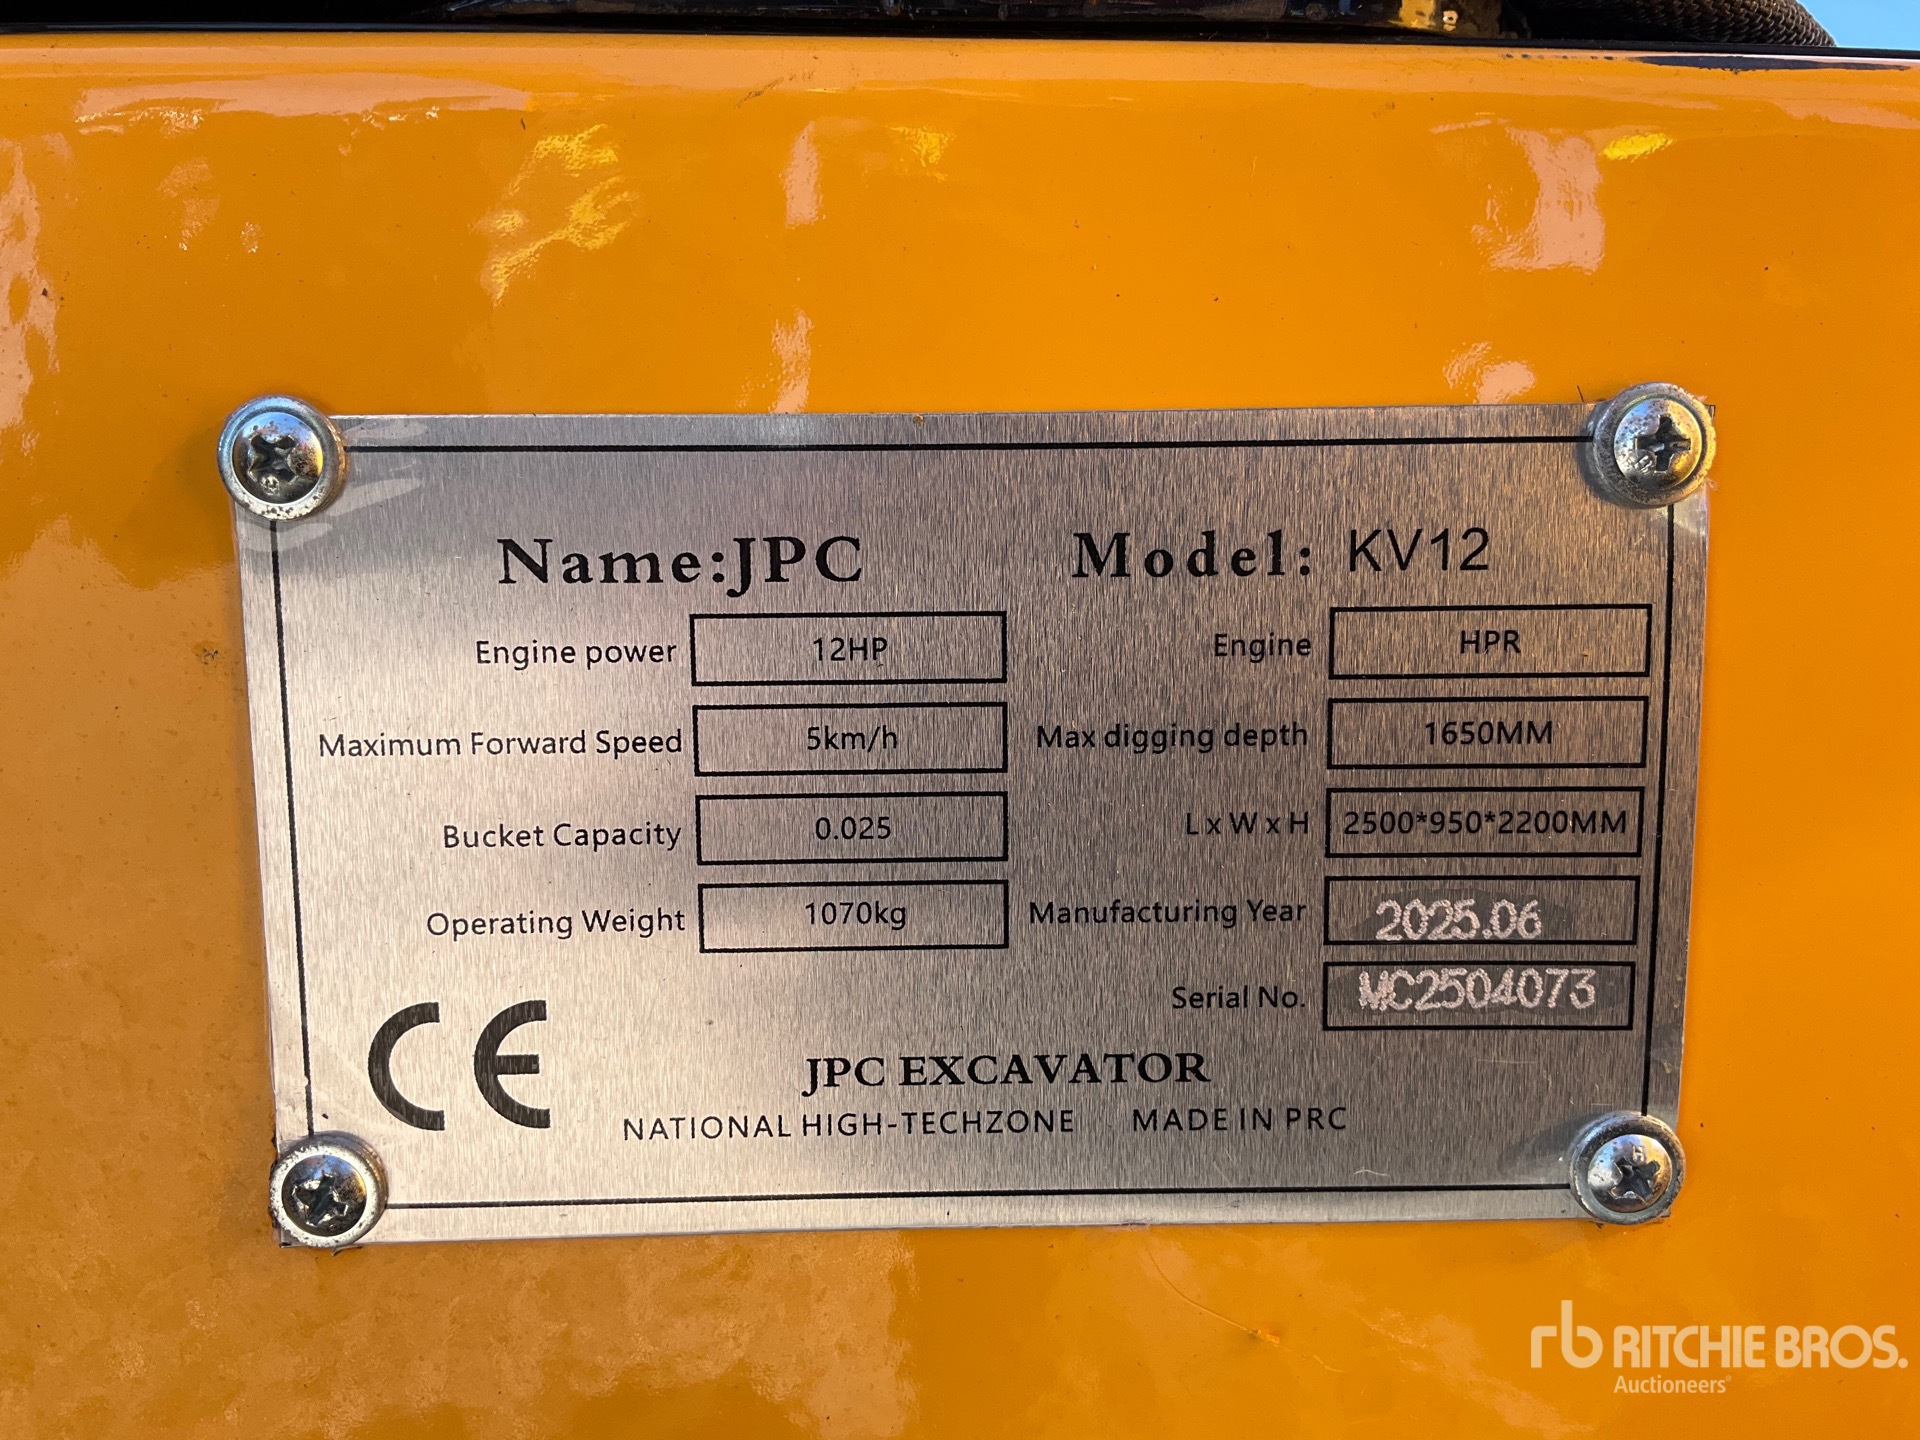 Name:JPC Model: KV12
Engine power 12HP Engine HPR
Maximum Forward Speed 5km/h Max digging depth 1650MM
Bucket Capacity 0.025 L x W x H 2500*950*2200MM
Operating Weight 1070kg Manufacturing Year 2025.06
Serial No. MC2504073
CE
JPC EXCAVATOR
NATIONAL HIGH-TECHZONE MADE IN PRC
rb RITCHIE BROS.
Auctioneers